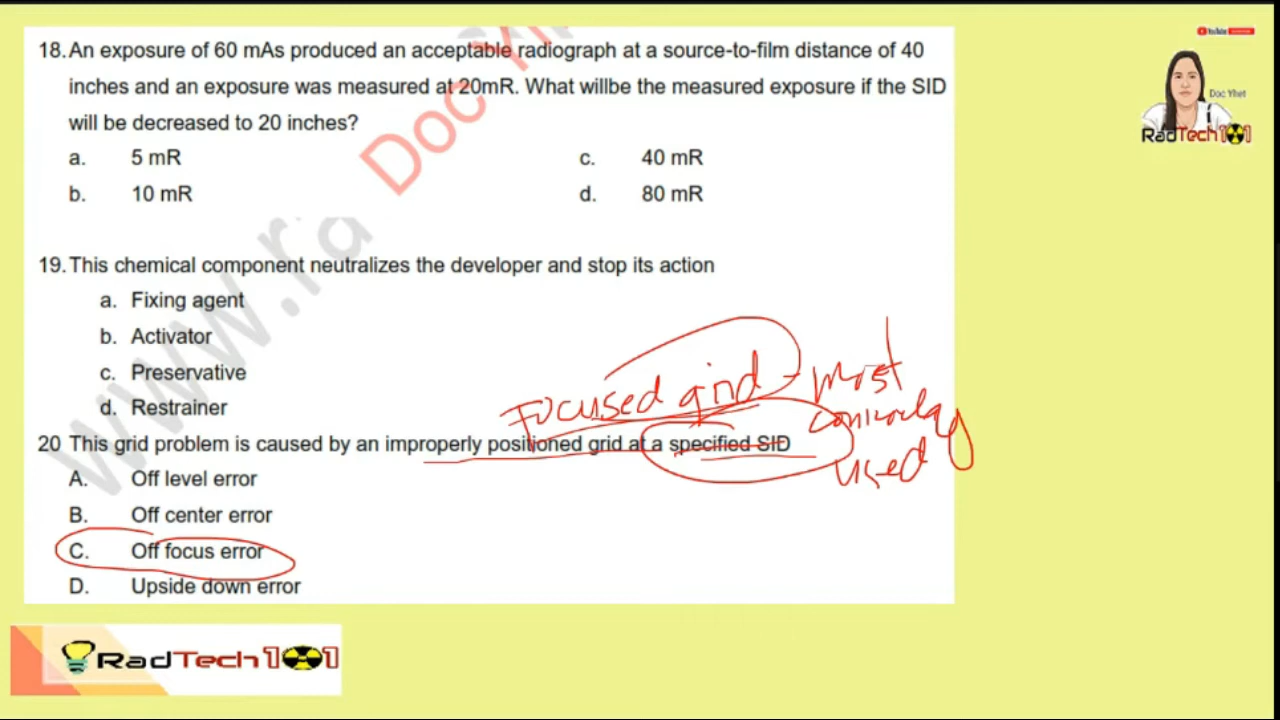 18. An exposure of 60 mAs produced an acceptable radiograph at a source-to-film distance of 40
inches and an exposure was measured at 20mR. What willbe the measured exposure if the SID
will be decreased to 20 inches?
a. 5 mR c. 40 mR
b. 10 mR d. 80 mR
19. This chemical component neutralizes the developer and stop its action
a. Fixing agent
b. Activator
c. Preservative
d. Restrainer
Focused grid - most
used
20 This grid problem is caused by an improperly positioned grid at a specified SID
A. Off level error
B. Off center error
C. Off focus error
D. Upside down error
YouTube
Doc Yhet
RadTech101
RadTech101
www.ra
Doc Yh